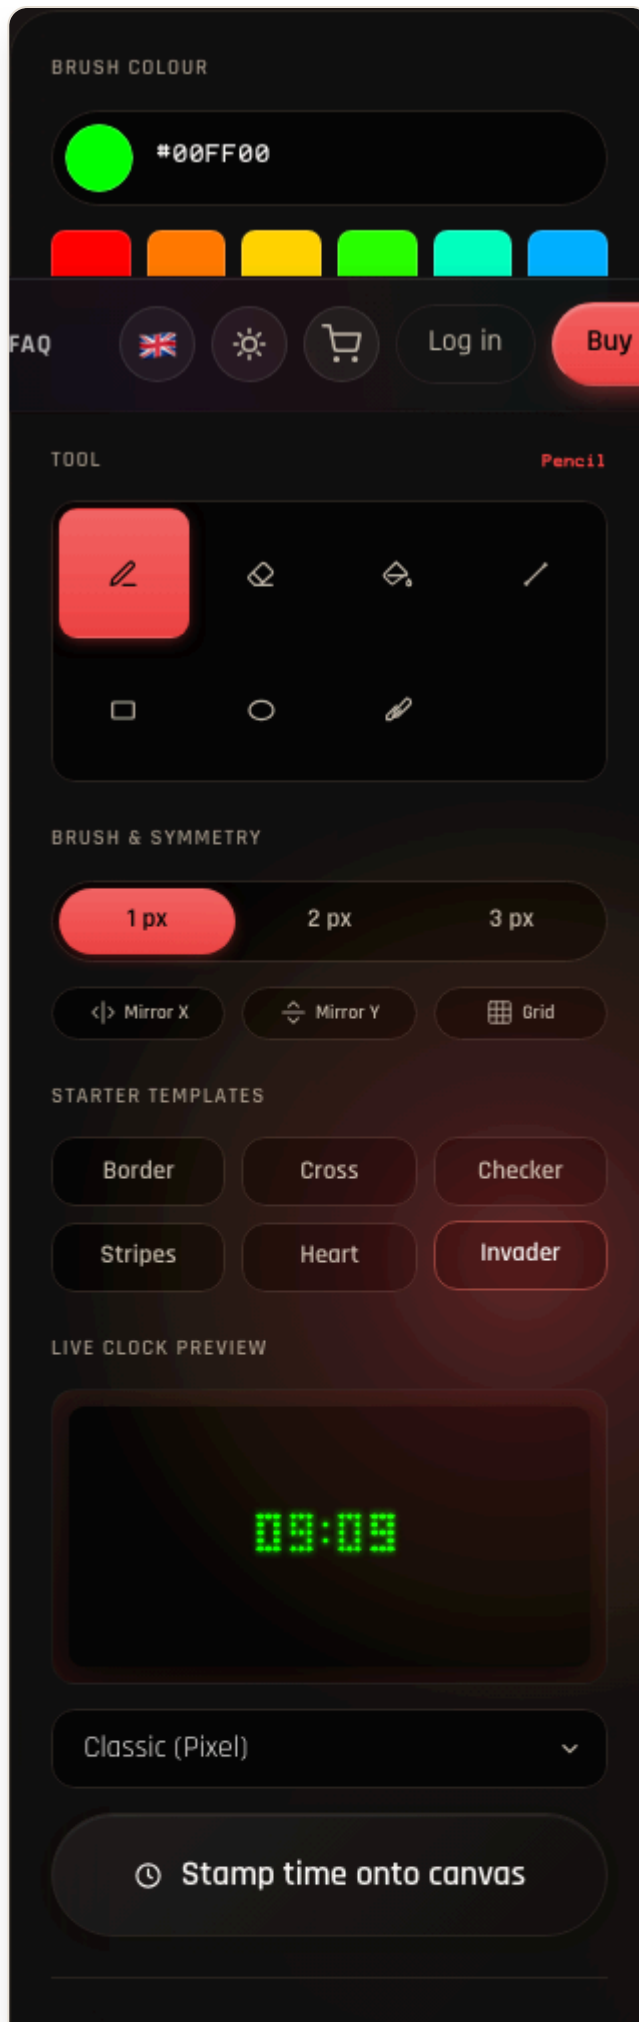 BRUSH COLOUR
#00FF00
FAQ
Log in
Buy
TOOL
Pencil
BRUSH & SYMMETRY
1 px
2 px
3 px
Mirror X
Mirror Y
Grid
STARTER TEMPLATES
Border
Cross
Checker
Stripes
Heart
Invader
LIVE CLOCK PREVIEW
09:09
Classic (Pixel)
Stamp time onto canvas